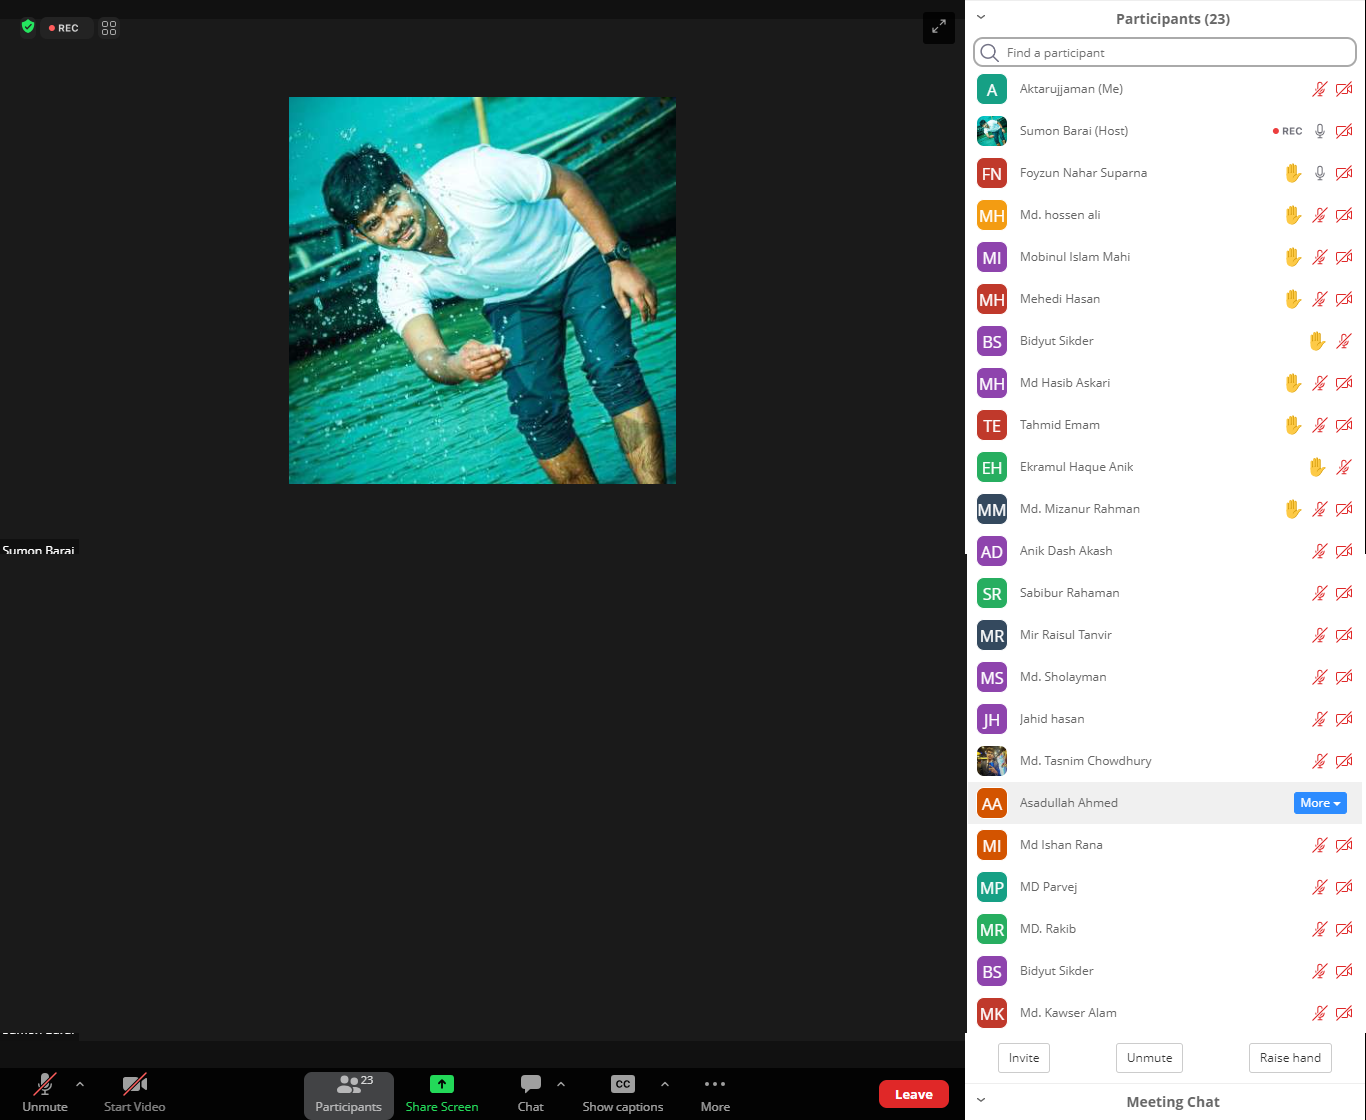 REC
Sumon Barai
Participants (23)
Find a participant
A Aktarujjaman (Me)
Sumon Barai (Host) REC
FN Foyzun Nahar Suparna
MH Md. hossen ali
MI Mobinul Islam Mahi
MH Mehedi Hasan
BS Bidyut Sikder
MH Md Hasib Askari
TE Tahmid Emam
EH Ekramul Haque Anik
MM Md. Mizanur Rahman
AD Anik Dash Akash
SR Sabibur Rahaman
MR Mir Raisul Tanvir
MS Md. Sholayman
JH Jahid hasan
Md. Tasnim Chowdhury
AA Asadullah Ahmed More
MI Md Ishan Rana
MP MD Parvej
MR MD. Rakib
BS Bidyut Sikder
MK Md. Kawser Alam
Invite Unmute Raise hand
Meeting Chat
23
CC
Unmute Start Video Participants Share Screen Chat Show captions More Leave